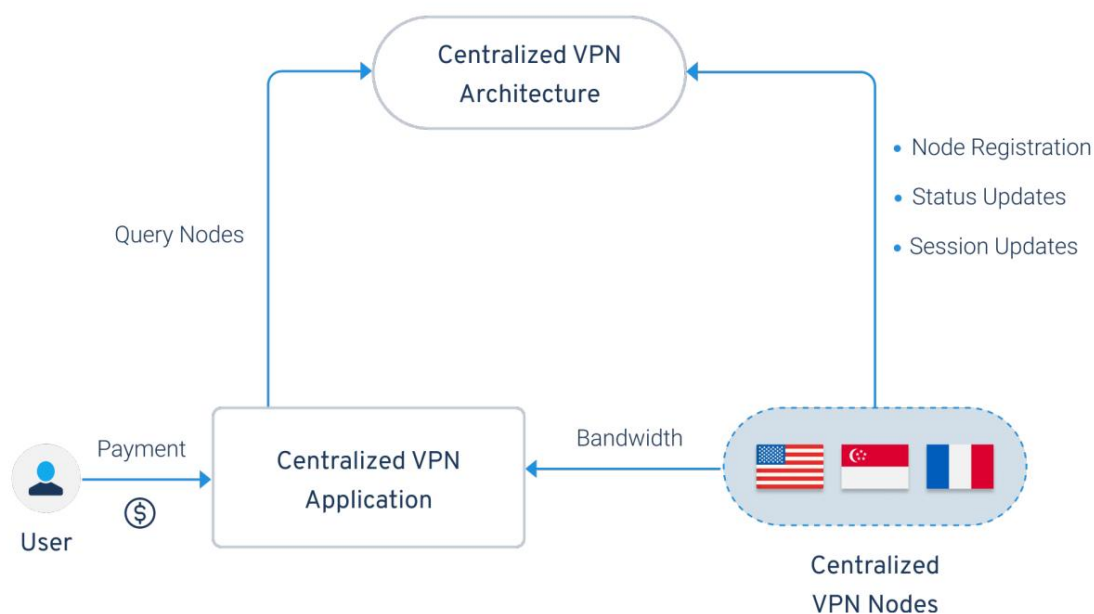 Centralized VPN
Architecture
Query Nodes
• Node Registration
• Status Updates
• Session Updates
User
Payment
$
Centralized VPN
Application
Bandwidth
Centralized
VPN Nodes